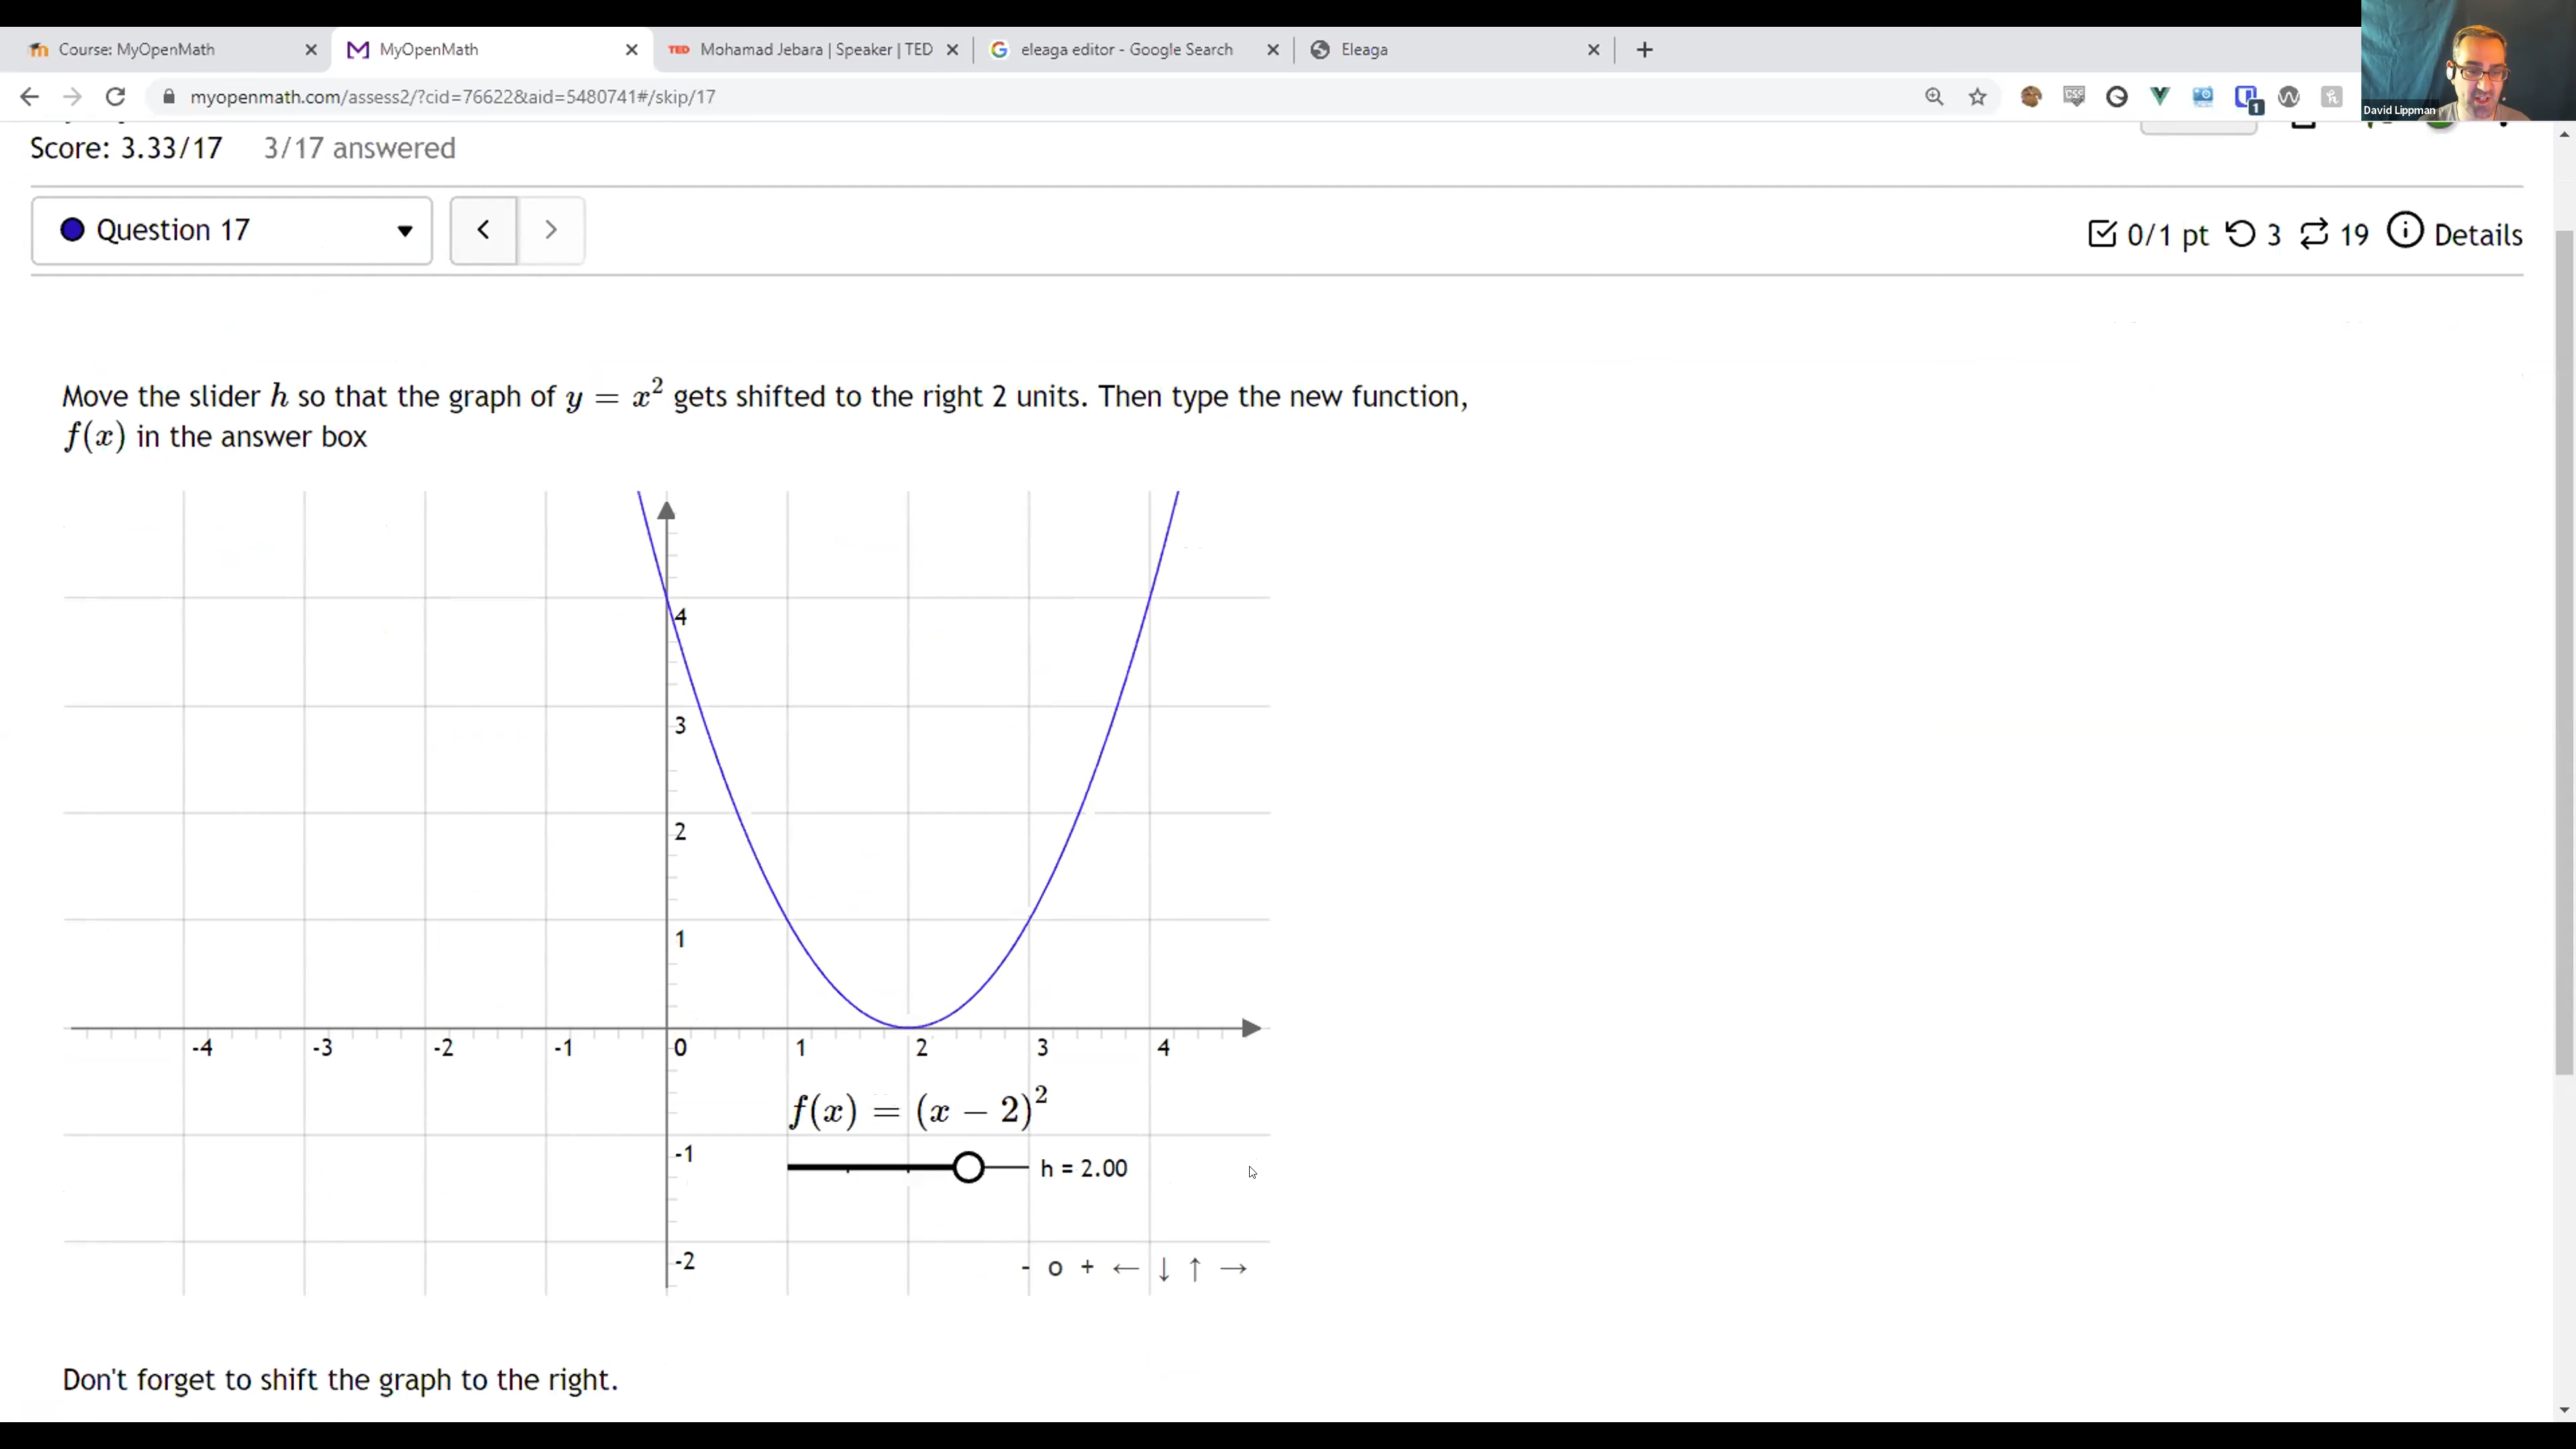 Course: MyOpenMath
MyOpenMath
TED Mohamad Jebara | Speaker | TED
eleaga editor - Google Search
Eleaga
myopenmath.com/assess2/?cid=76622&aid=5480741#/skip/17
David Lippman
Score: 3.33/17 3/17 answered
Question 17
0/1 pt 3 19 Details
Move the slider h so that the graph of y = x² gets shifted to the right 2 units. Then type the new function,
f(x) in the answer box
4
3
2
1
-4 -3 -2 -1 0 1 2 3 4
f(x) = (x − 2)²
-1
h = 2.00
-2
- o + ← ↓ ↑ →
Don't forget to shift the graph to the right.